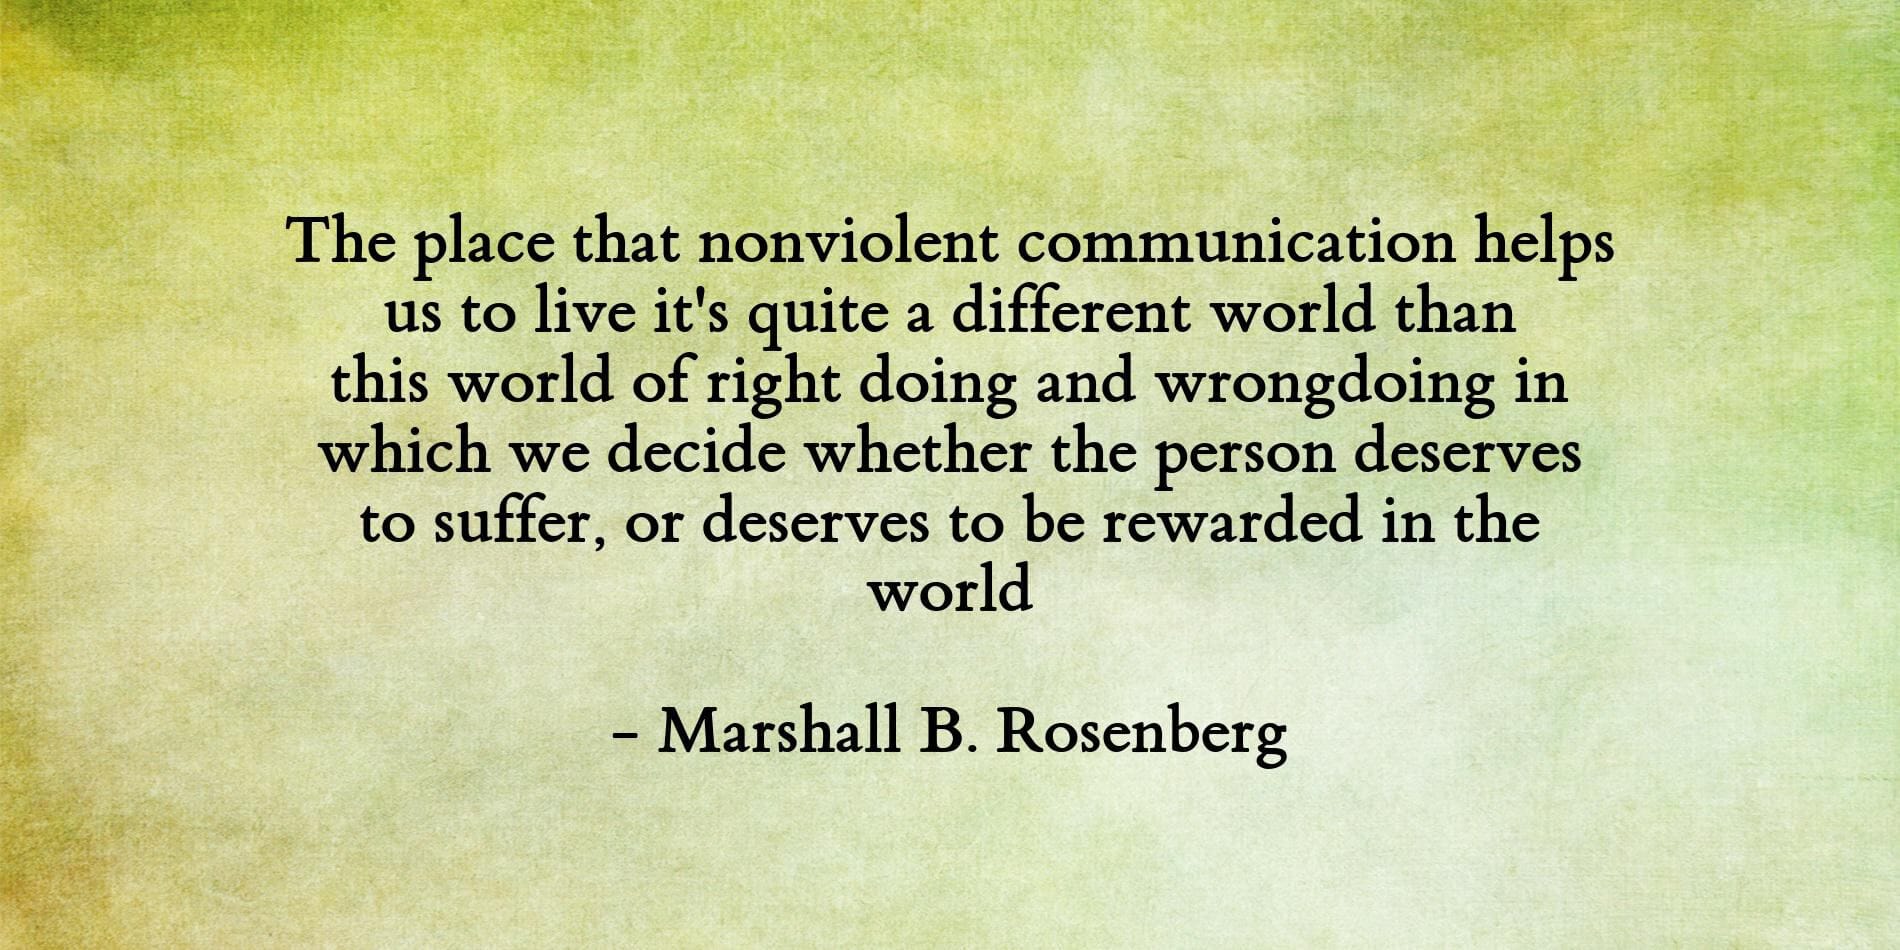 The place that nonviolent communication helps
us to live it's quite a different world than
this world of right doing and wrongdoing in
which we decide whether the person deserves
to suffer, or deserves to be rewarded in the
world
- Marshall B. Rosenberg